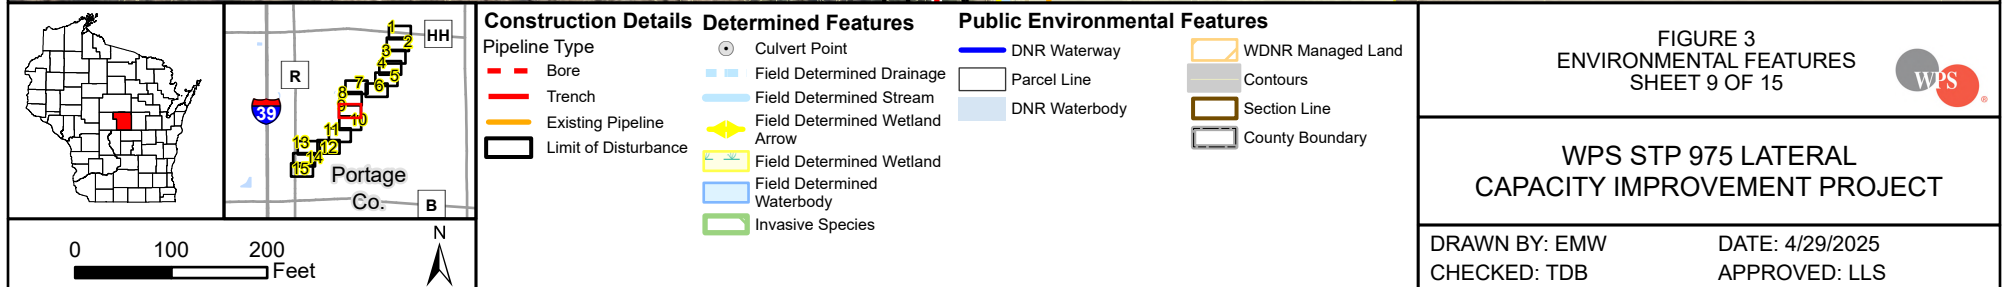 1
2
3
4
5
6
7
8
9
10
11
12
13
14
15
HH
R
39
B
Portage
Co.
0 100 200
Feet
N
Construction Details
Pipeline Type
Bore
Trench
Existing Pipeline
Limit of Disturbance
Determined Features
Culvert Point
Field Determined Drainage
Field Determined Stream
Field Determined Wetland
Arrow
Field Determined Wetland
Field Determined
Waterbody
Invasive Species
Public Environmental Features
DNR Waterway
Parcel Line
DNR Waterbody
WDNR Managed Land
Contours
Section Line
County Boundary
FIGURE 3
ENVIRONMENTAL FEATURES
SHEET 9 OF 15
WPS
®
WPS STP 975 LATERAL
CAPACITY IMPROVEMENT PROJECT
DRAWN BY: EMW DATE: 4/29/2025
CHECKED: TDB APPROVED: LLS